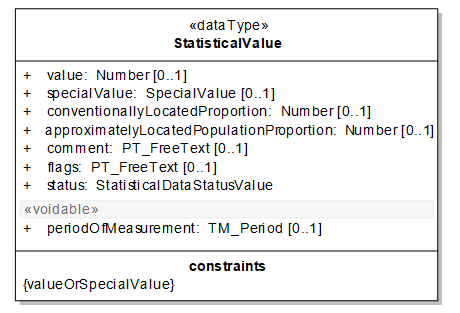 «dataType»
StatisticalValue
+ value: Number [0..1]
+ specialValue: SpecialValue [0..1]
+ conventionallyLocatedProportion: Number [0..1]
+ approximatelyLocatedPopulationProportion: Number [0..1]
+ comment: PT_FreeText [0..1]
+ flags: PT_FreeText [0..1]
+ status: StatisticalDataStatusValue
«voidable»
+ periodOfMeasurement: TM_Period [0..1]
constraints
{valueOrSpecialValue}